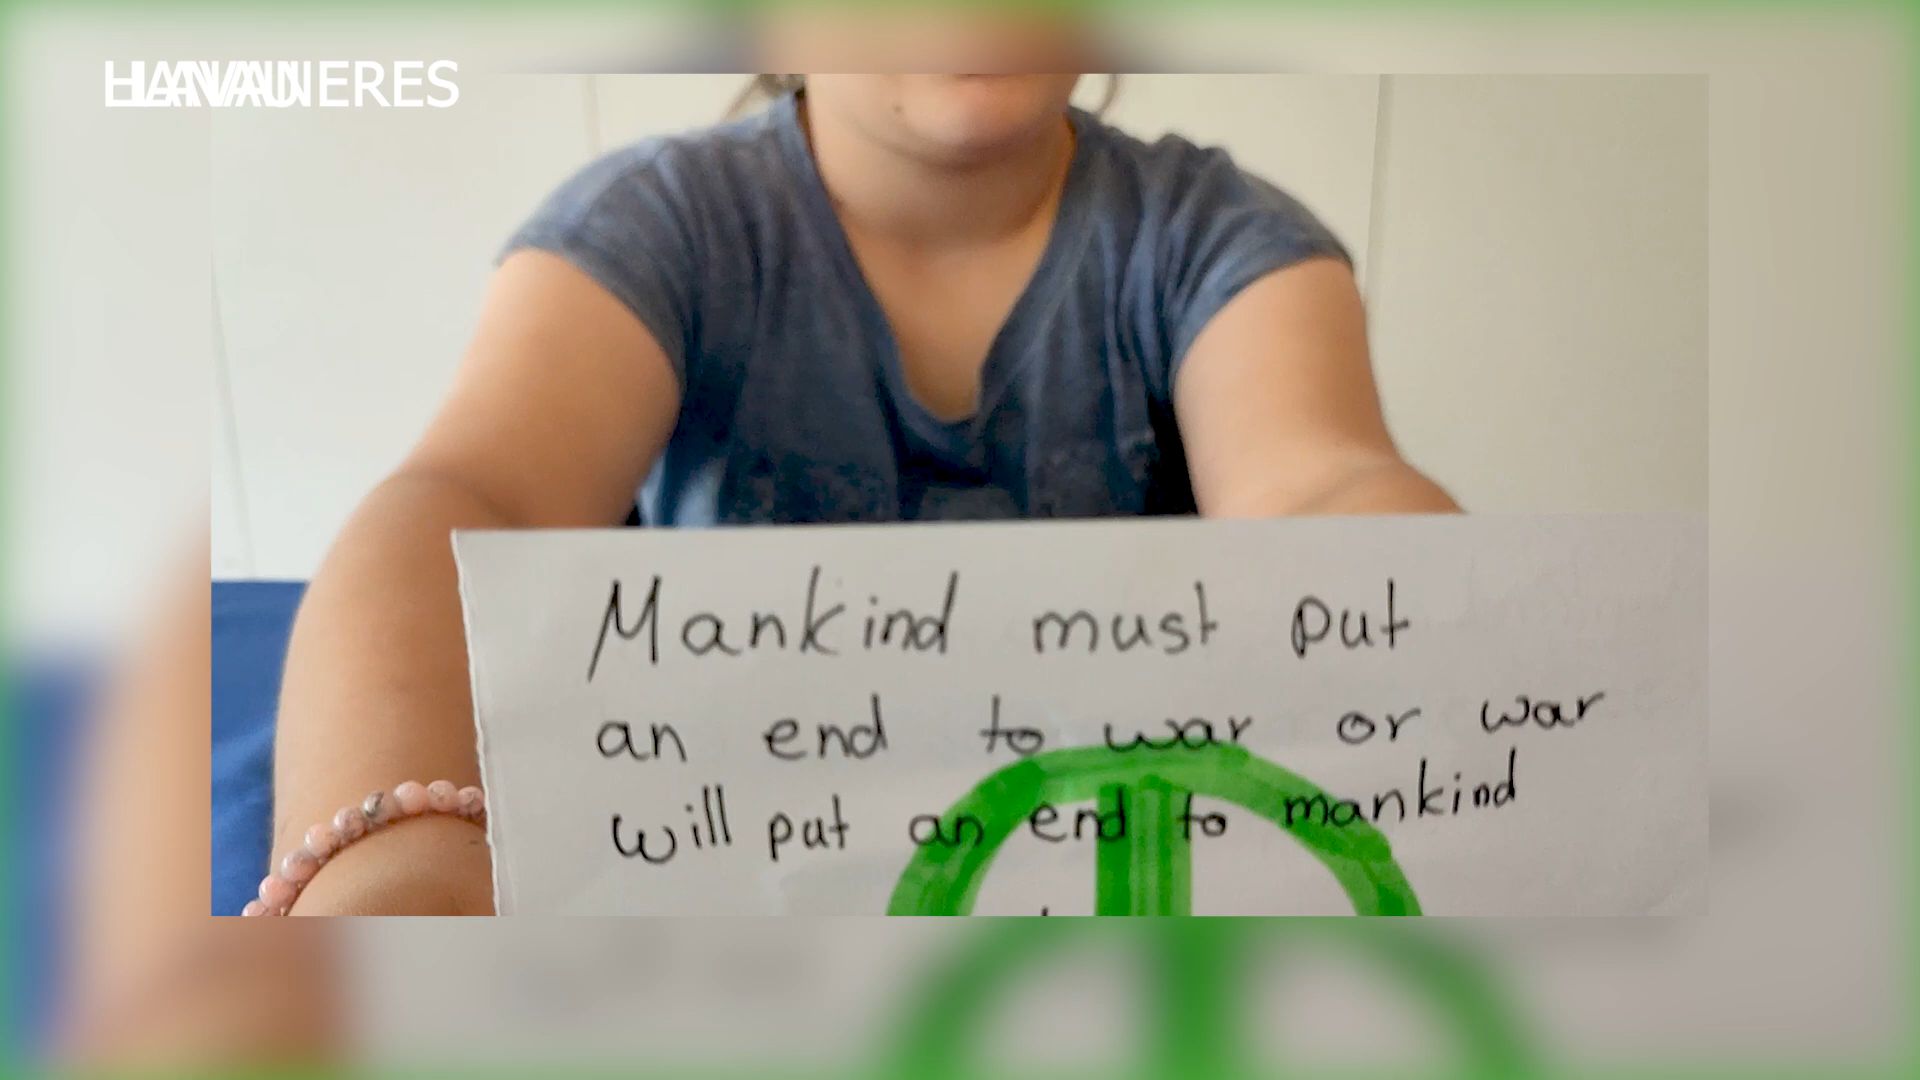 Mankind must put
an end to war or war
will put an end to mankind